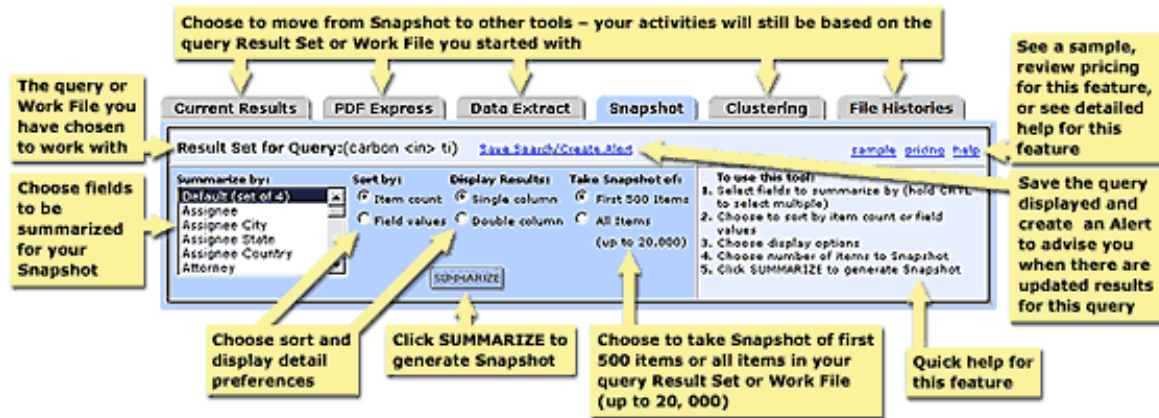 Choose to move from Snapshot to other tools – your activities will still be based on the
query Result Set or Work File you started with
See a sample,
review pricing
for this feature,
or see detailed
help for this
feature
The query or
Work File you
have chosen
to work with
Current Results
PDF Express
Data Extract
Snapshot
Clustering
File Histories
Result Set for Query:(carbon <in> ti)
Save Search/Create Alert
sample pricing help
Choose fields
to be
summarized
for your
Snapshot
Summarize by:
Default (set of 4)
Assignee
Assignee City
Assignee State
Assignee Country
Attorney
Sort by:
Item count
Field values
Display Results:
Single column
Double column
Take Snapshot of:
First 500 Items
All Items
(up to 20,000)
SUMMARIZE
To use this tool:
1. Select fields to summarize by (hold CRTL
to select multiple)
2. Choose to sort by item count or field
values
3. Choose display options
4. Choose number of items to Snapshot
5. Click SUMMARIZE to generate Snapshot
Save the query
displayed and
create an Alert
to advise you
when there are
updated results
for this query
Choose sort and
display detail
preferences
Click SUMMARIZE to
generate Snapshot
Choose to take Snapshot of first
500 items or all items in your
query Result Set or Work File
(up to 20, 000)
Quick help for
this feature